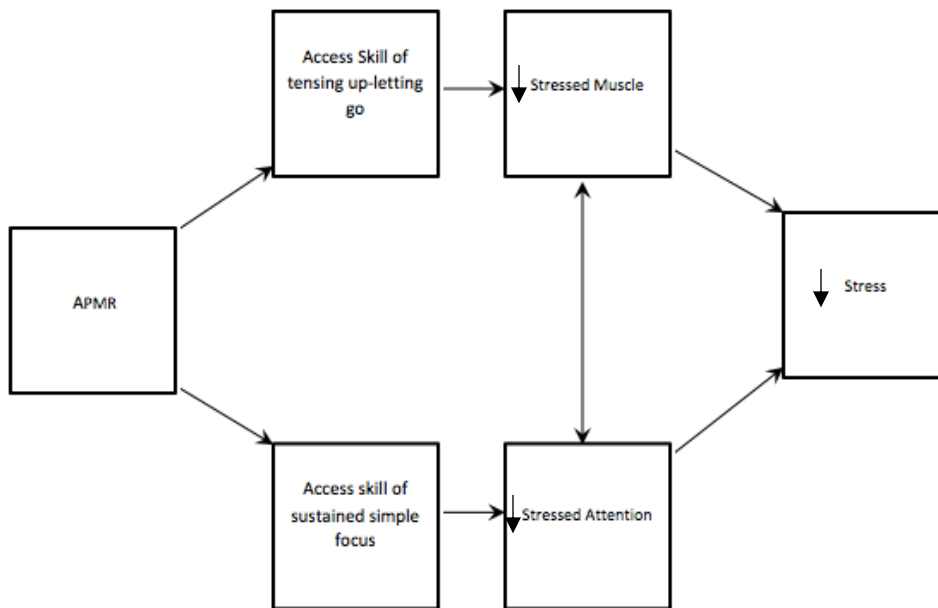 Access Skill of
tensing up-letting
go
Stressed Muscle
APMR
Stress
Access skill of
sustained simple
focus
Stressed Attention